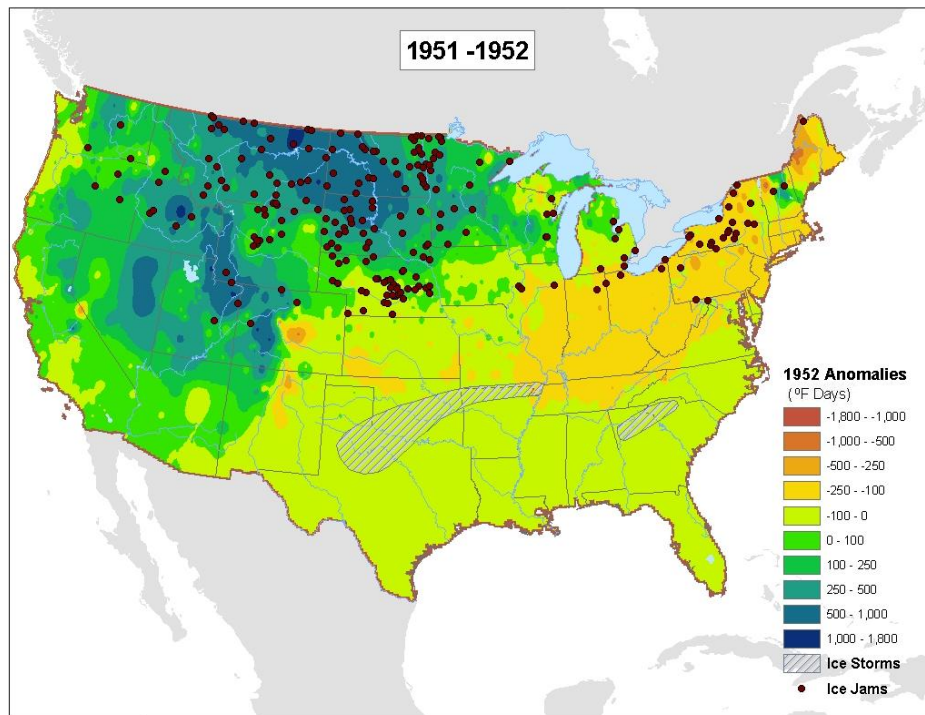 1951 -1952
1952 Anomalies
(ºF Days)
-1,800 - -1,000
-1,000 - -500
-500 - -250
-250 - -100
-100 - 0
0 - 100
100 - 250
250 - 500
500 - 1,000
1,000 - 1,800
Ice Storms
Ice Jams